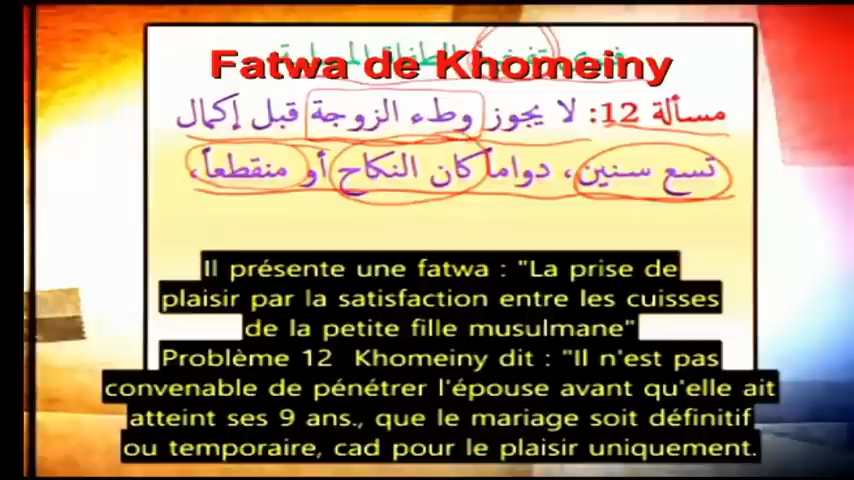 Fatwa de Khomeiny
مسألة 12: لا يجوز وطء الزوجة قبل إكمال
تسع سنين، دواماً كان النكاح أو منقطعاً،
Il présente une fatwa : "La prise de
plaisir par la satisfaction entre les cuisses
de la petite fille musulmane"
Problème 12 Khomeiny dit : "Il n'est pas
convenable de pénétrer l'épouse avant qu'elle ait
atteint ses 9 ans., que le mariage soit définitif
ou temporaire, cad pour le plaisir uniquement.